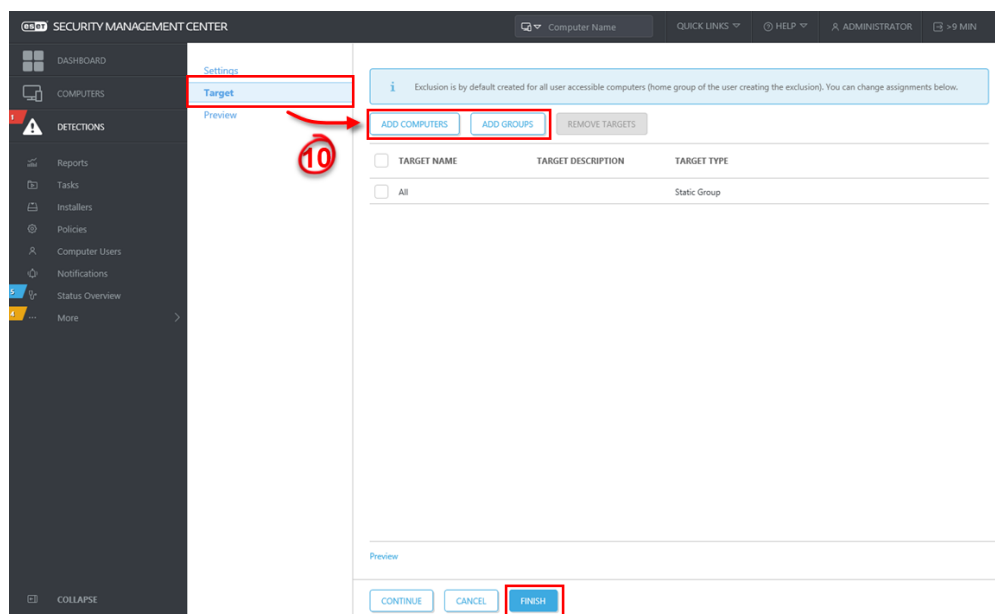 eset SECURITY MANAGEMENT CENTER
Computer Name
QUICK LINKS
HELP
ADMINISTRATOR
>9 MIN
DASHBOARD
COMPUTERS
1
DETECTIONS
Reports
Tasks
Installers
Policies
Computer Users
Notifications
5
Status Overview
4
More
COLLAPSE
Settings
Target
Preview
10
i Exclusion is by default created for all user accessible computers (home group of the user creating the exclusion). You can change assignments below.
ADD COMPUTERS ADD GROUPS REMOVE TARGETS
TARGET NAME TARGET DESCRIPTION TARGET TYPE
All Static Group
Preview
CONTINUE CANCEL FINISH